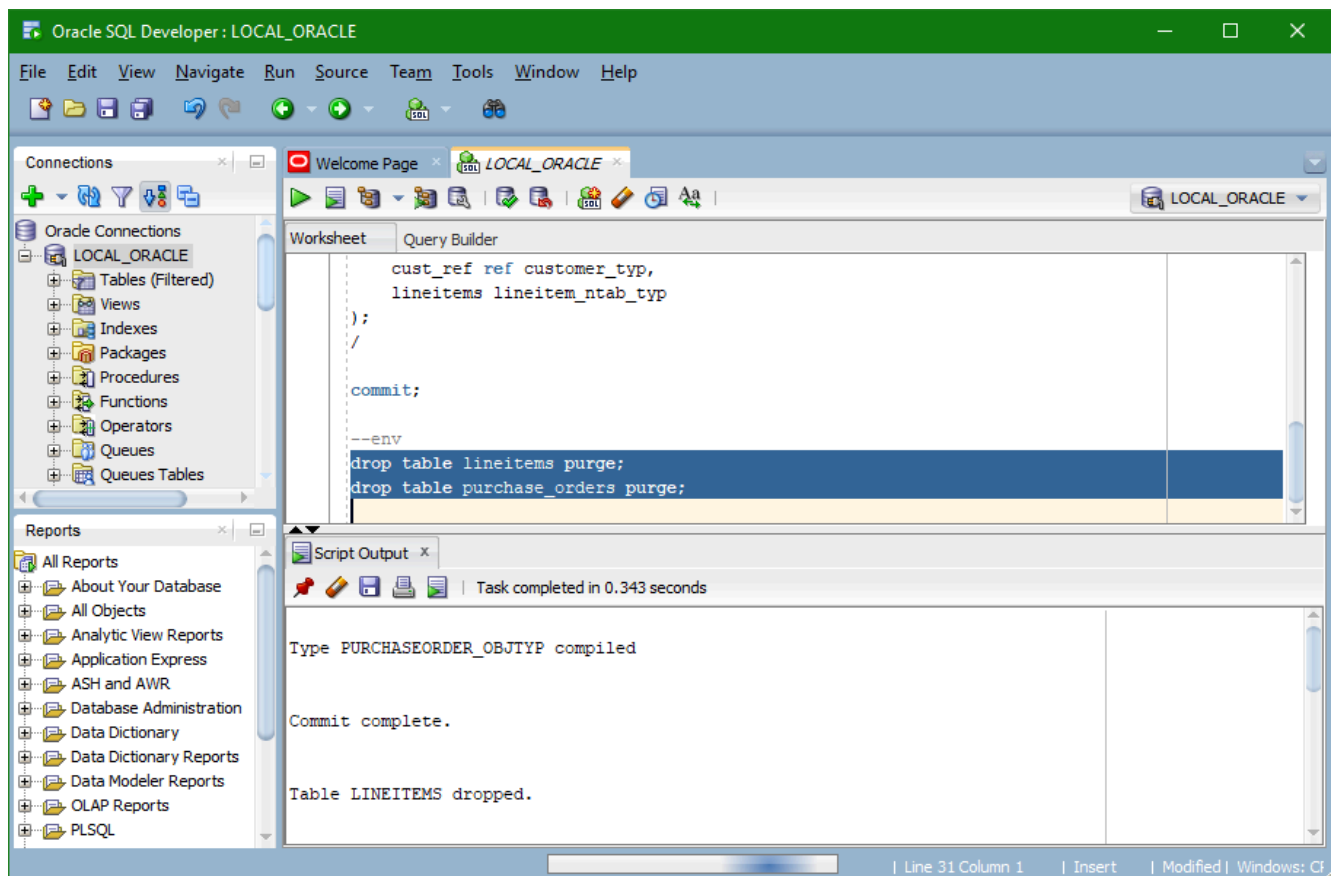 Oracle SQL Developer : LOCAL_ORACLE
File Edit View Navigate Run Source Team Tools Window Help
Connections
Oracle Connections
LOCAL_ORACLE
Tables (Filtered)
Views
Indexes
Packages
Procedures
Functions
Operators
Queues
Queues Tables
Reports
All Reports
About Your Database
All Objects
Analytic View Reports
Application Express
ASH and AWR
Database Administration
Data Dictionary
Data Dictionary Reports
Data Modeler Reports
OLAP Reports
PLSQL
Welcome Page LOCAL_ORACLE
LOCAL_ORACLE
Worksheet Query Builder
cust_ref ref customer_typ,
lineitems lineitem_ntab_typ
);
/
commit;
--env
drop table lineitems purge;
drop table purchase_orders purge;
Script Output
Task completed in 0.343 seconds
Type PURCHASEORDER_OBJTYP compiled
Commit complete.
Table LINEITEMS dropped.
| Line 31 Column 1 | Insert | Modified | Windows: